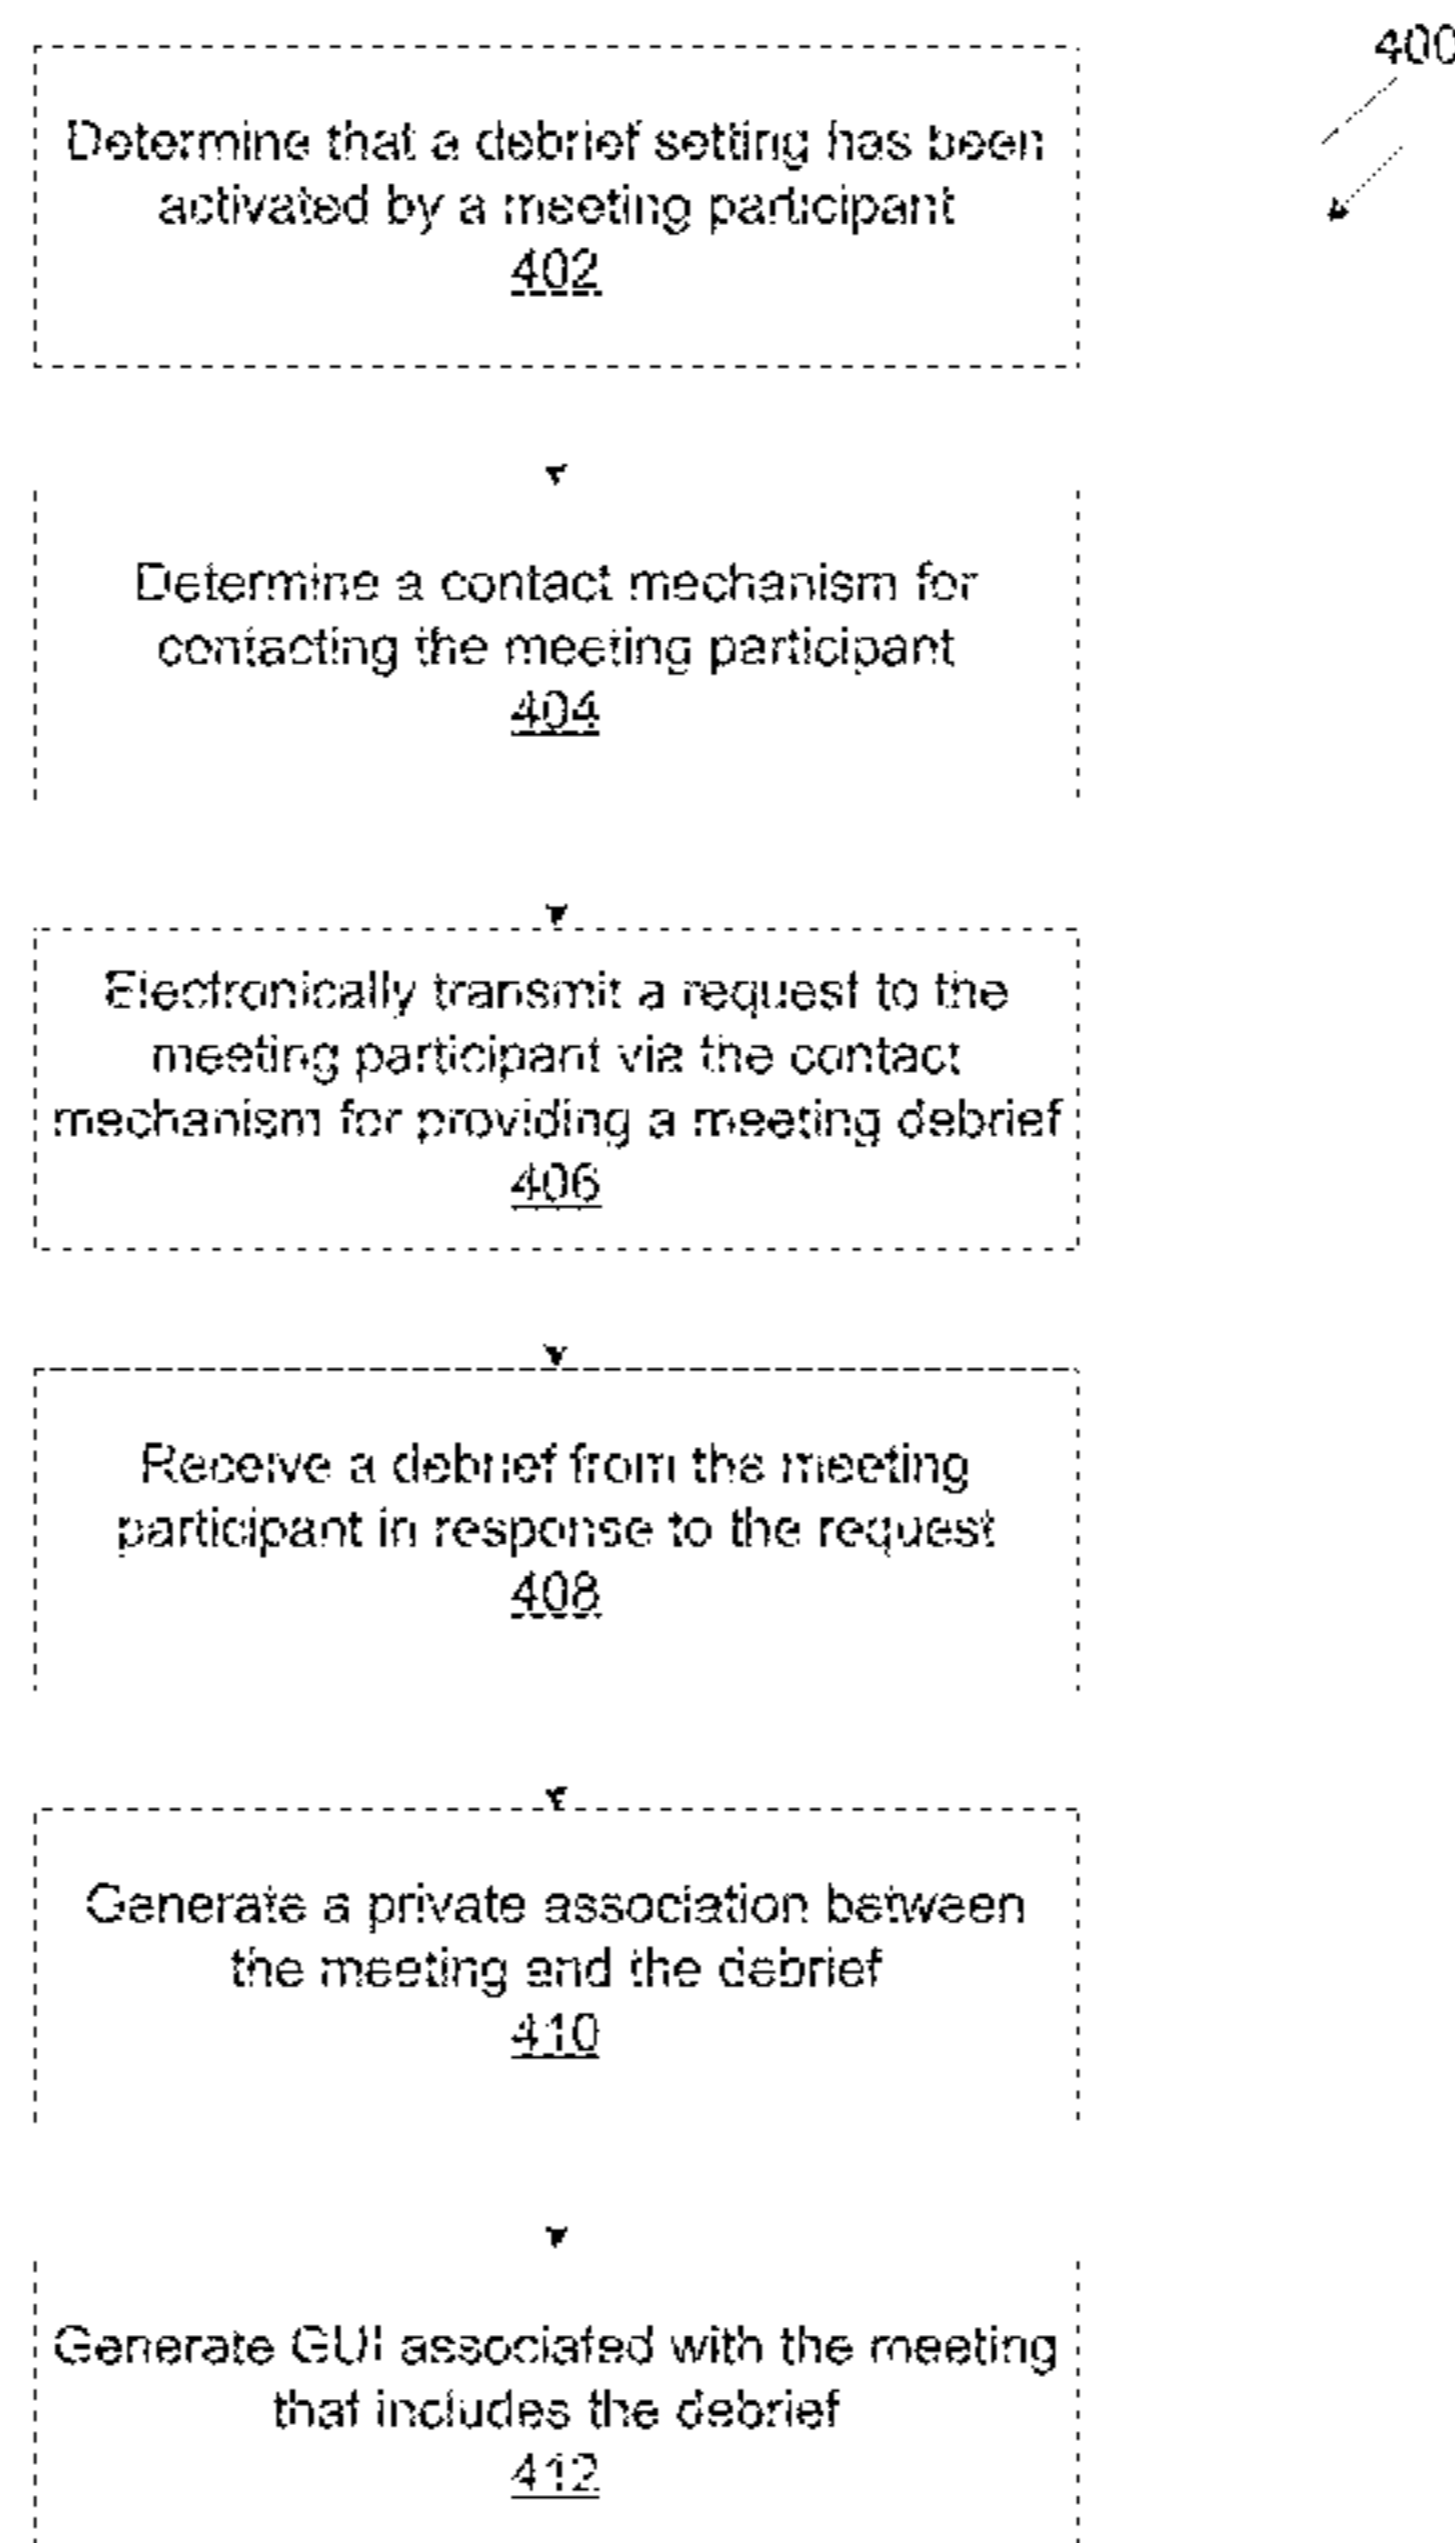 400
Determine that a debrief setting has been
activated by a meeting participant
402
Determine a contact mechanism for
contacting the meeting participant
404
Electronically transmit a request to the
meeting participant via the contact
mechanism for providing a meeting debrief
406
Receive a debrief from the meeting
participant in response to the request
408
Generate a private association between
the meeting and the debrief
410
Generate GUI associated with the meeting
that includes the debrief
412